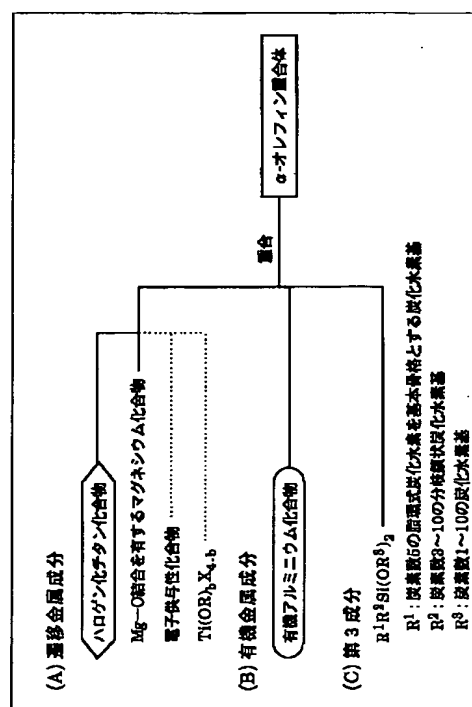 (A) 遷移金属成分
ハロゲン化チタン化合物
Mg—O結合を有するマグネシウム化合物
電子供与性化合物
Ti(OR)bX4-b
(B) 有機金属成分
有機アルミニウム化合物
(C) 第3成分
R¹R²Si(OR³)₂
R¹:炭素数5の脂環式炭化水素を基本骨格とする炭化水素基
R²:炭素数3~10の分岐鎖状炭化水素基
R³:炭素数1~10の炭化水素基
重合
α-オレフィン重合体